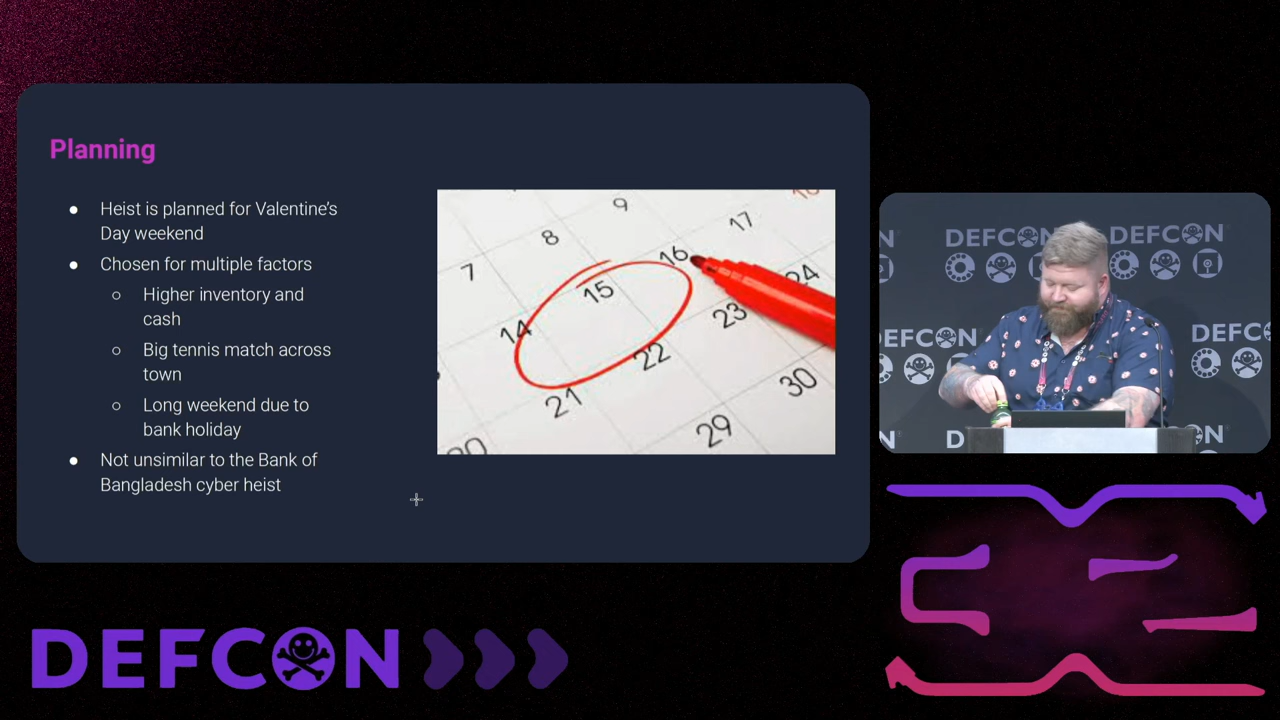 Planning
Heist is planned for Valentine's
Day weekend
Chosen for multiple factors
Higher inventory and
cash
Big tennis match across
town
Long weekend due to
bank holiday
Not unsimilar to the Bank of
Bangladesh cyber heist
7 8 9
14 15 16 17
21 22 23 24
29 30
DEFCON DEFCON
DEFCON DEFC
DEFCON